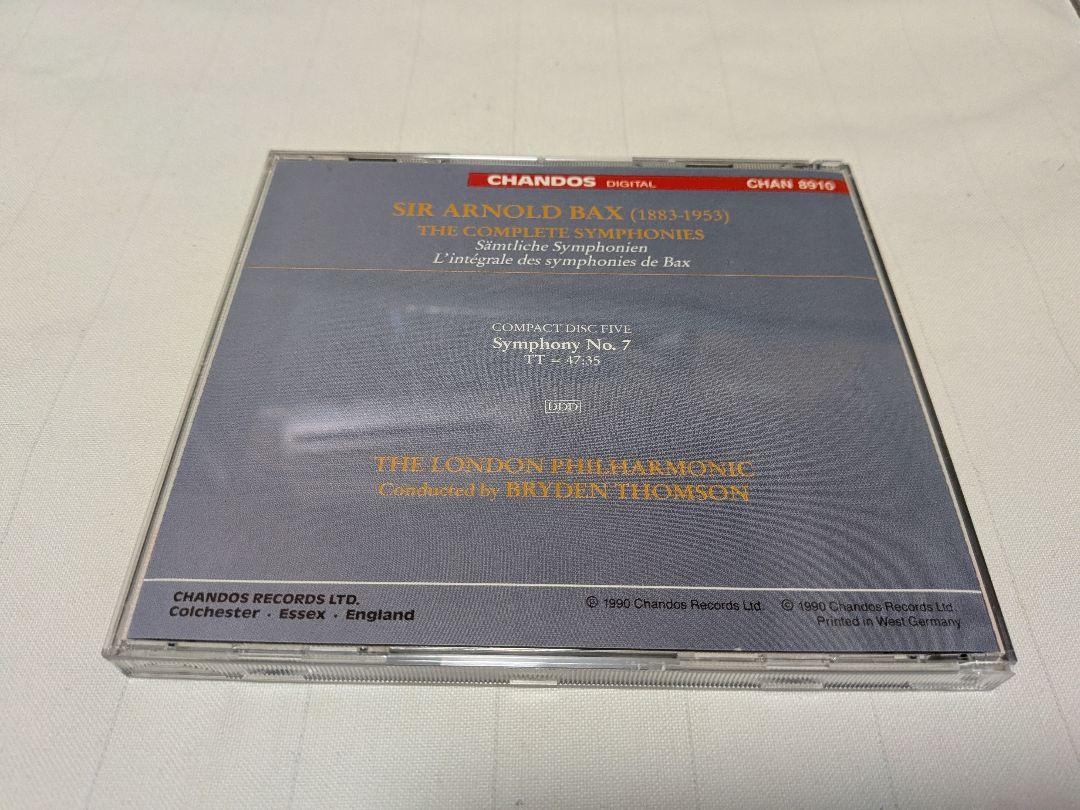 CHANDOS DIGITAL CHAN 8910
SIR ARNOLD BAX (1883-1953)
THE COMPLETE SYMPHONIES
Sämtliche Symphonien
L'intégrale des symphonies de Bax
COMPACT DISC FIVE
Symphony No. 7
TT – 47:35
DDD
THE LONDON PHILHARMONIC
Conducted by BRYDEN THOMSON
CHANDOS RECORDS LTD.
Colchester · Essex · England
℗ 1990 Chandos Records Ltd. © 1990 Chandos Records Ltd.
Printed in West Germany